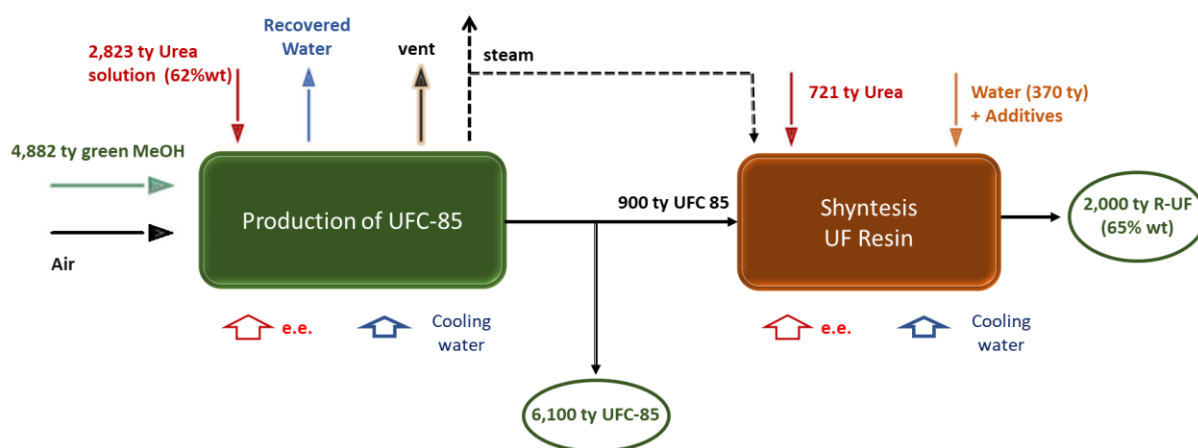 2,823 ty Urea
solution (62%wt)
Recovered
Water
vent
steam
721 ty Urea
Water (370 ty)
+ Additives
4,882 ty green MeOH
Air
Production of UFC-85
900 ty UFC 85
Shyntesis
UF Resin
2,000 ty R-UF
(65% wt)
e.e.
Cooling
water
e.e.
Cooling
water
6,100 ty UFC-85